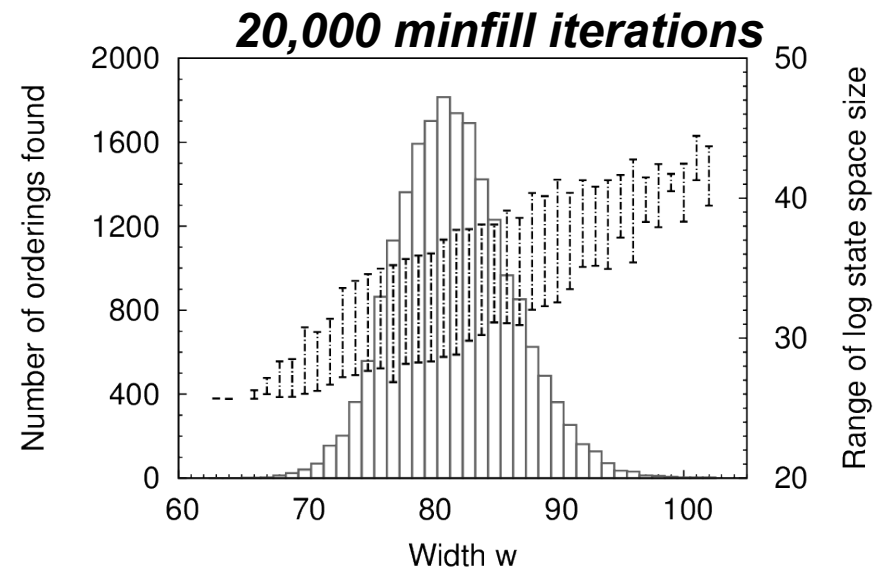 20,000 minfill iterations
Number of orderings found
2000
1600
1200
800
400
0
50
40
30
20
Range of log state space size
60 70 80 90 100
Width w